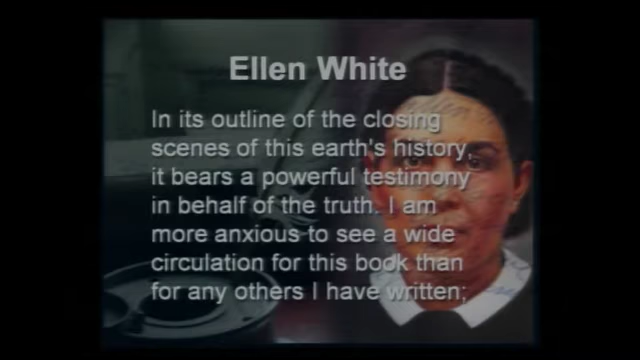 Ellen White
In its outline of the closing
scenes of this earth's history,
it bears a powerful testimony
in behalf of the truth. I am
more anxious to see a wide
circulation for this book than
for any others I have written;